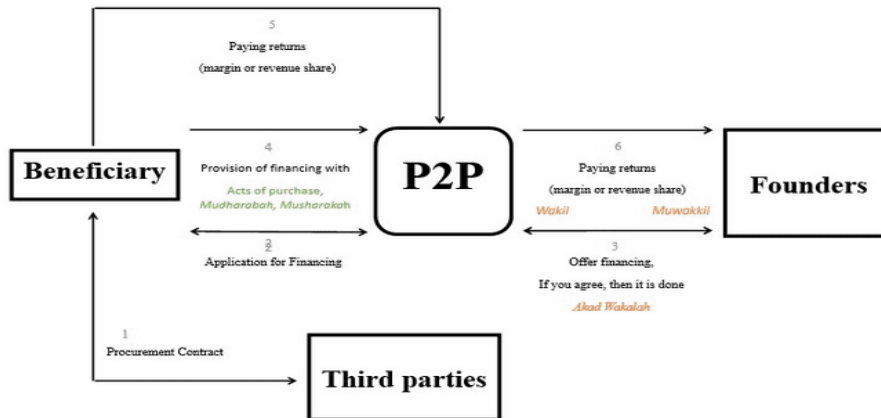 5
Paying returns
(margin or revenue share)
4
Provision of financing with
Acts of purchase,
Mudharabah, Musharakah
2
Application for Financing
Beneficiary
P2P
6
Paying returns
(margin or revenue share)
Wakil Muwakkil
3
Offer financing,
If you agree, then it is done
Akad Wakalah
Founders
1
Procurement Contract
Third parties